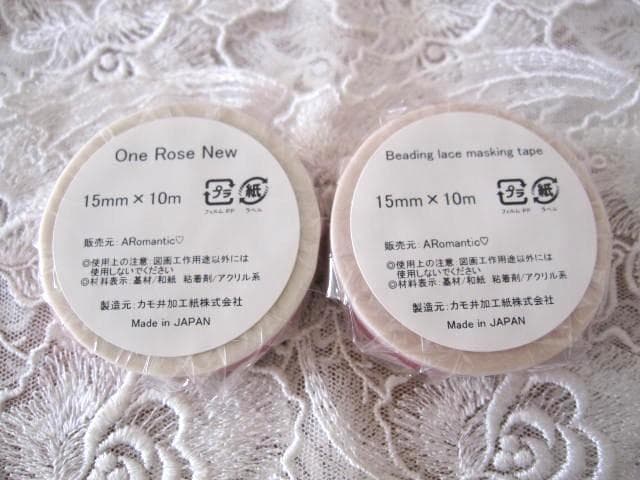 One Rose New
15mm×10m
プラ
フィルム PP
紙
ラベル
販売元：ARomantic♡
◎使用上の注意：図画工作用途以外には
使用しないでください
◎材料表示：基材/和紙 粘着剤/アクリル系
製造元：カモ井加工紙株式会社
Made in JAPAN
Beading lace masking tape
15mm×10m
プラ
フィルム PP
紙
ラベル
販売元：ARomantic♡
◎使用上の注意：図画工作用途以外には
使用しないでください
◎材料表示：基材/和紙 粘着剤/アクリル系
製造元：カモ井加工紙株式会社
Made in JAPAN